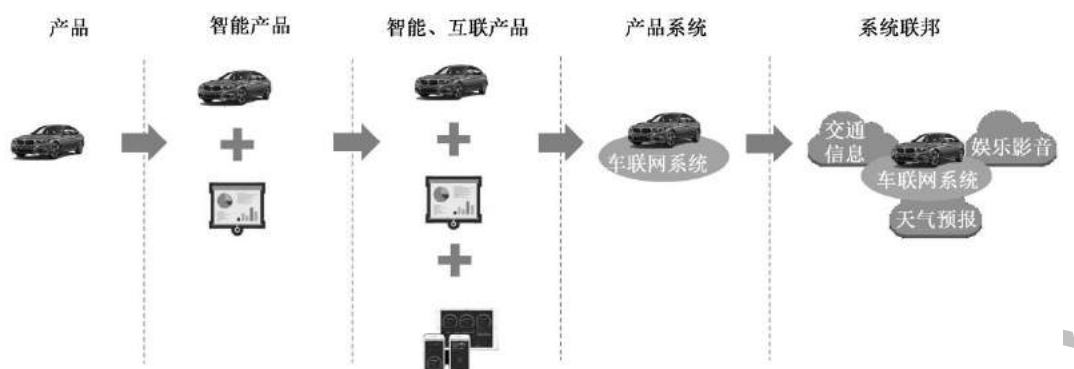 产品
智能产品
智能、互联产品
产品系统
系统联邦
车联网系统
交通
信息
娱乐影音
车联网系统
天气预报